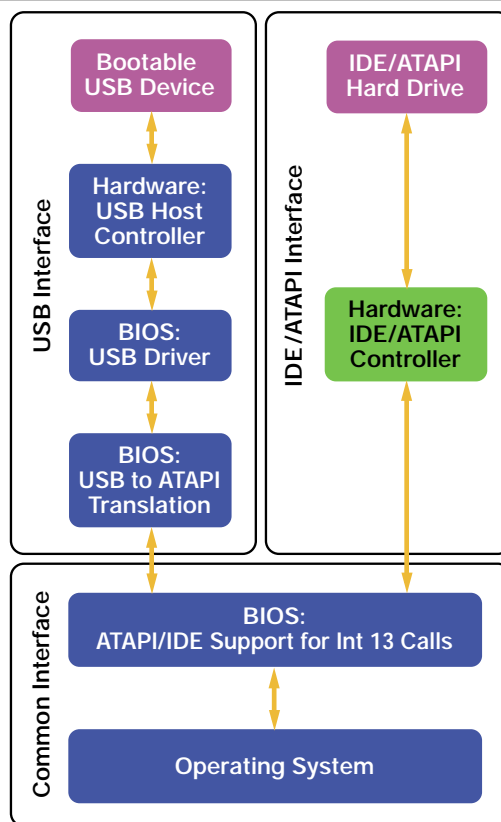 USB Interface
Bootable
USB Device
Hardware:
USB Host
Controller
BIOS:
USB Driver
BIOS:
USB to ATAPI
Translation
IDE/ATAPI Interface
IDE/ATAPI
Hard Drive
Hardware:
IDE/ATAPI
Controller
Common Interface
BIOS:
ATAPI/IDE Support for Int 13 Calls
Operating System